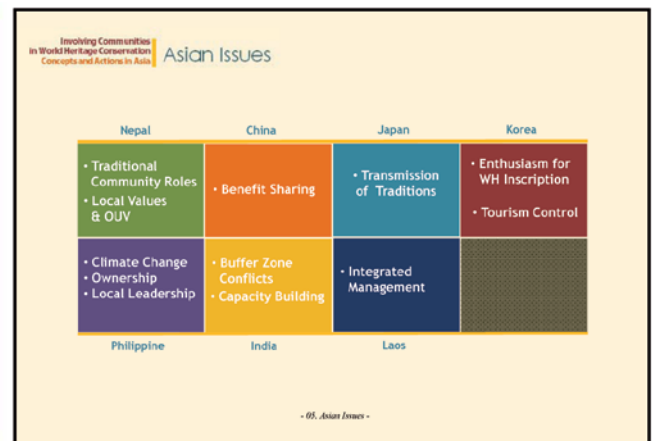 Involving Communities
in World Heritage Conservation
Concepts and Actions in Asia
Asian Issues
Nepal
China
Japan
Korea
• Traditional
Community Roles
• Local Values
& OUV
• Benefit Sharing
• Transmission
of Traditions
• Enthusiasm for
WH Inscription
• Tourism Control
• Climate Change
• Ownership
• Local Leadership
• Buffer Zone
Conflicts
• Capacity Building
• Integrated
Management
Philippine
India
Laos
- 05. Asian Issues -